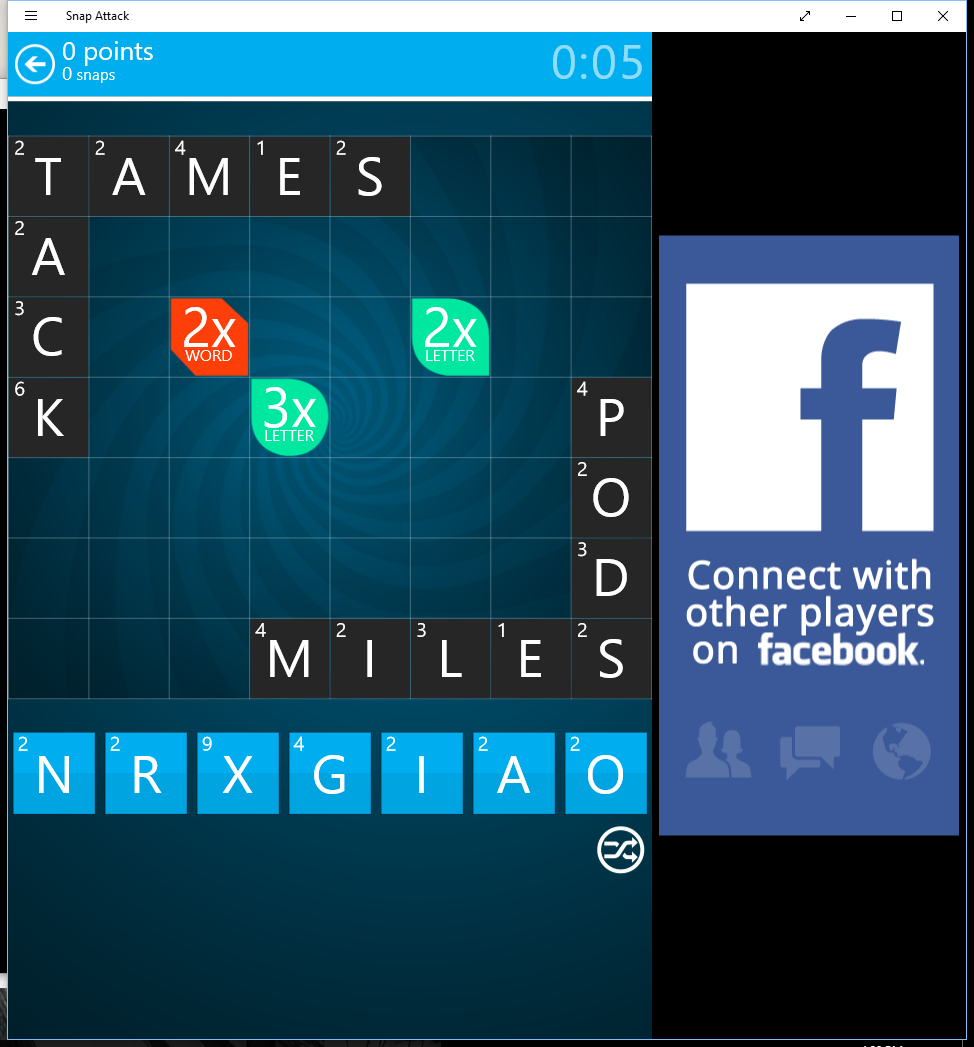 Snap Attack
0 points
0 snaps
0:05
2 T 2 A 4 M 1 E 2 S
2 A
3 C 2x WORD 2x LETTER
6 K 3x LETTER 4 P
2 O
3 D
4 M 2 I 3 L 1 E 2 S
2 N 2 R 9 X 4 G 2 I 2 A 2 O
f
Connect with
other players
on facebook.